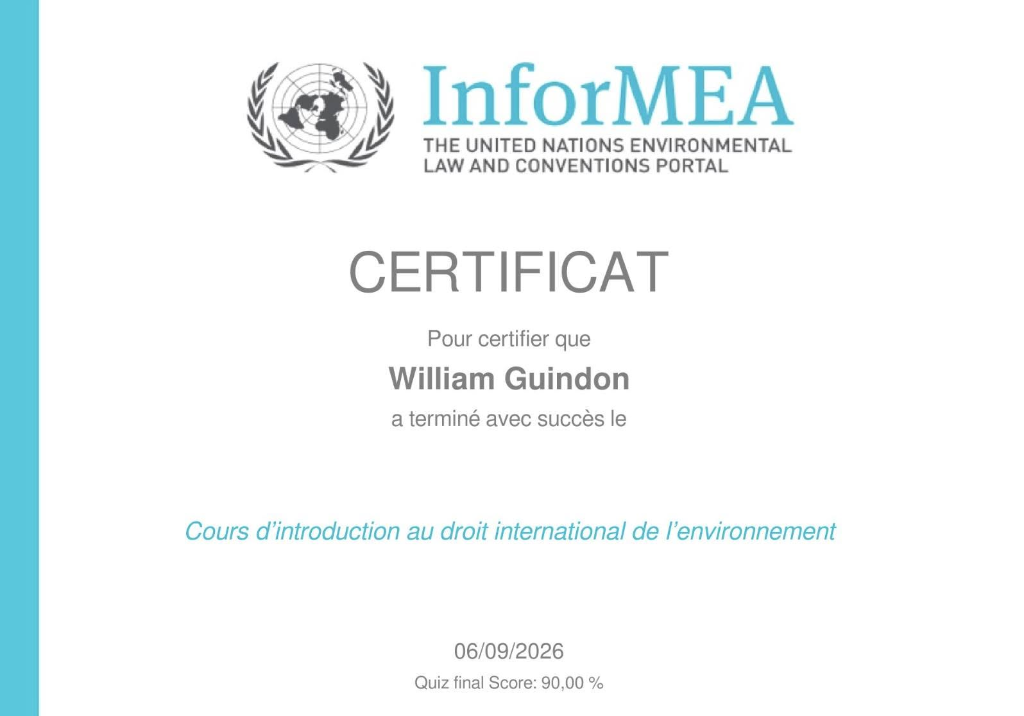 InforMEA
THE UNITED NATIONS ENVIRONMENTAL
LAW AND CONVENTIONS PORTAL
CERTIFICAT
Pour certifier que
William Guindon
a terminé avec succès le
Cours d’introduction au droit international de l’environnement
06/09/2026
Quiz final Score: 90,00 %